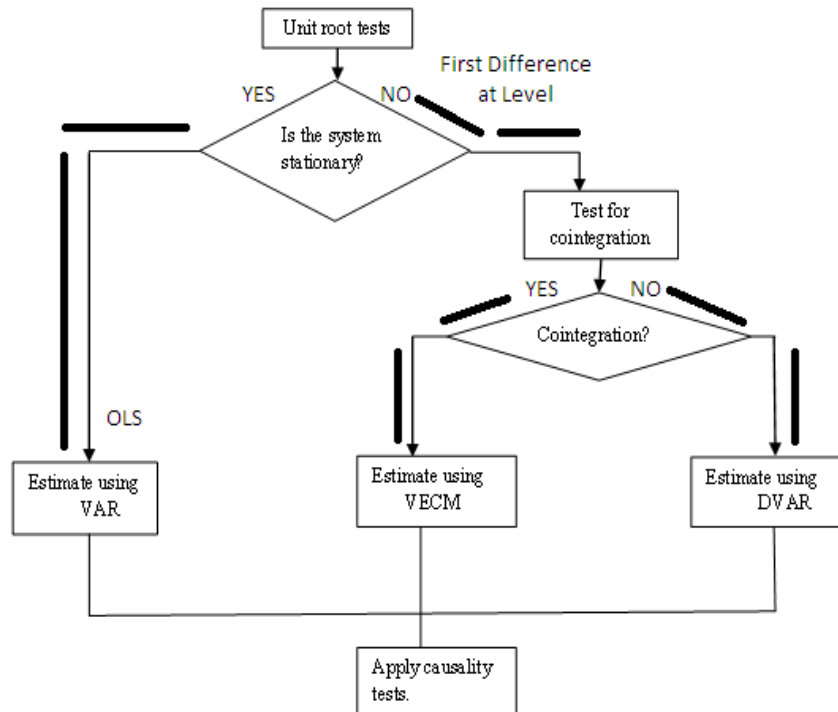 Unit root tests
First Difference
at Level
YES
NO
Is the system
stationary?
Test for
cointegration
YES
NO
Cointegration?
OLS
Estimate using
VAR
Estimate using
VECM
Estimate using
DVAR
Apply causality
tests.